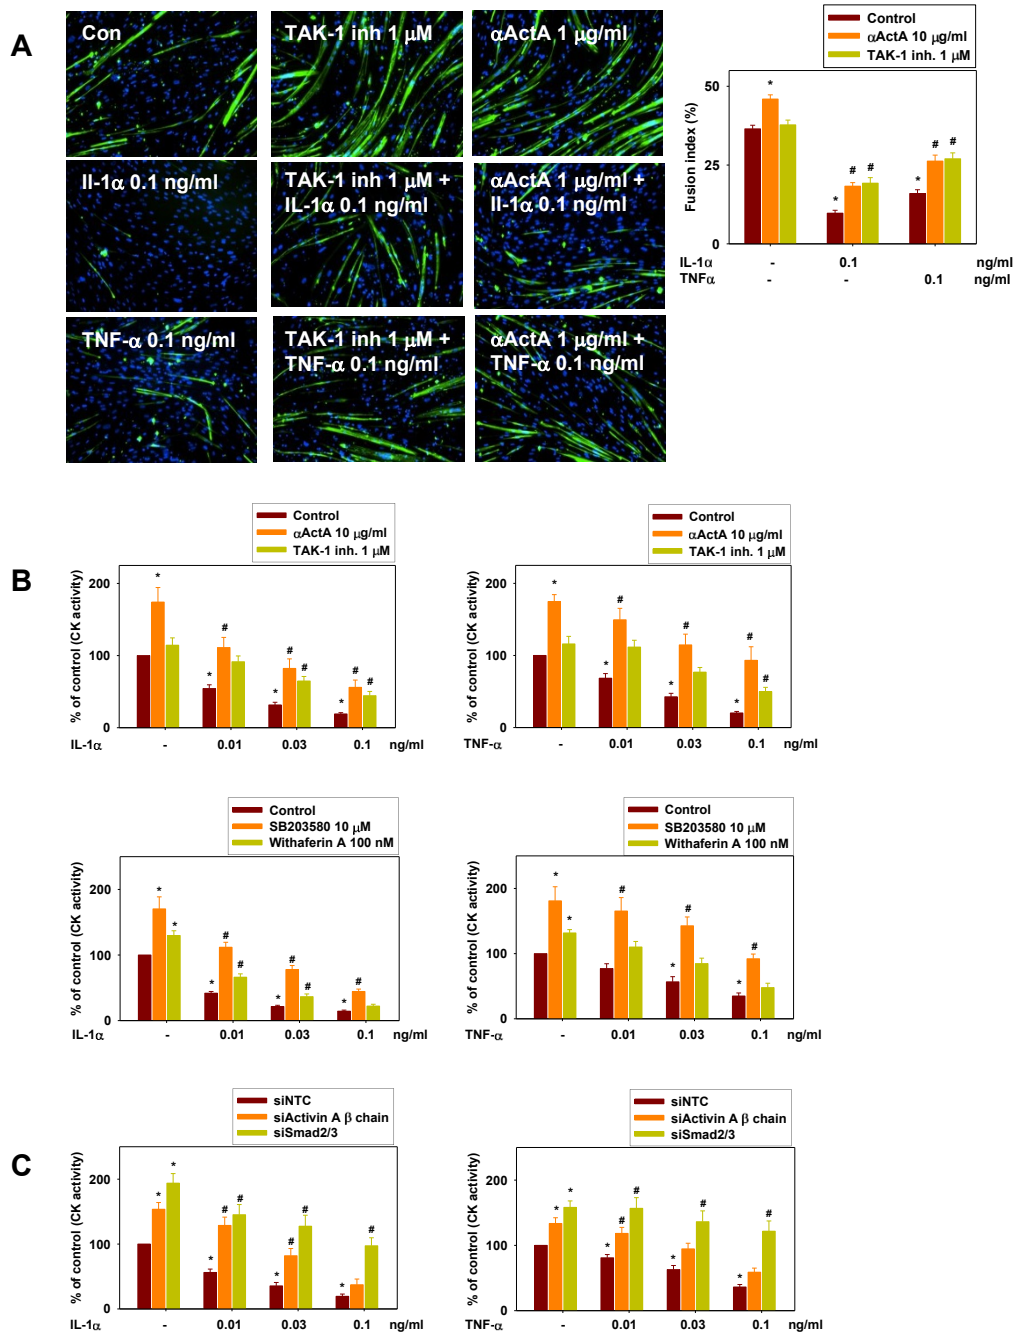 A
Con
TAK-1 inh 1 μM
αActA 1 μg/ml
Il-1α 0.1 ng/ml
TAK-1 inh 1 μM +
IL-1α 0.1 ng/ml
αActA 1 μg/ml +
Il-1α 0.1 ng/ml
TNF-α 0.1 ng/ml
TAK-1 inh 1 μM +
TNF-α 0.1 ng/ml
αActA 1 μg/ml +
TNF-α 0.1 ng/ml
Control
αActA 10 μg/ml
TAK-1 inh. 1 μM
Fusion index (%)
50
25
0
* * # # * # #
IL-1α - 0.1 ng/ml
TNFα - - 0.1 ng/ml
B
Control
αActA 10 μg/ml
TAK-1 inh. 1 μM
% of control (CK activity)
200
100
0
* * # * # # * # #
IL-1α - 0.01 0.03 0.1 ng/ml
Control
αActA 10 μg/ml
TAK-1 inh. 1 μM
% of control (CK activity)
200
100
0
* * # * # * # #
TNF-α - 0.01 0.03 0.1 ng/ml
Control
SB203580 10 μM
Withaferin A 100 nM
% of control (CK activity)
200
100
0
* * * # # * # # * #
IL-1α - 0.01 0.03 0.1 ng/ml
Control
SB203580 10 μM
Withaferin A 100 nM
% of control (CK activity)
200
100
0
* * # * # * #
TNF-α - 0.01 0.03 0.1 ng/ml
C
siNTC
siActivin A β chain
siSmad2/3
% of control (CK activity)
200
100
0
* * * # # * # # * #
IL-1α - 0.01 0.03 0.1 ng/ml
siNTC
siActivin A β chain
siSmad2/3
% of control (CK activity)
200
100
0
* * * # # * # * #
TNF-α - 0.01 0.03 0.1 ng/ml